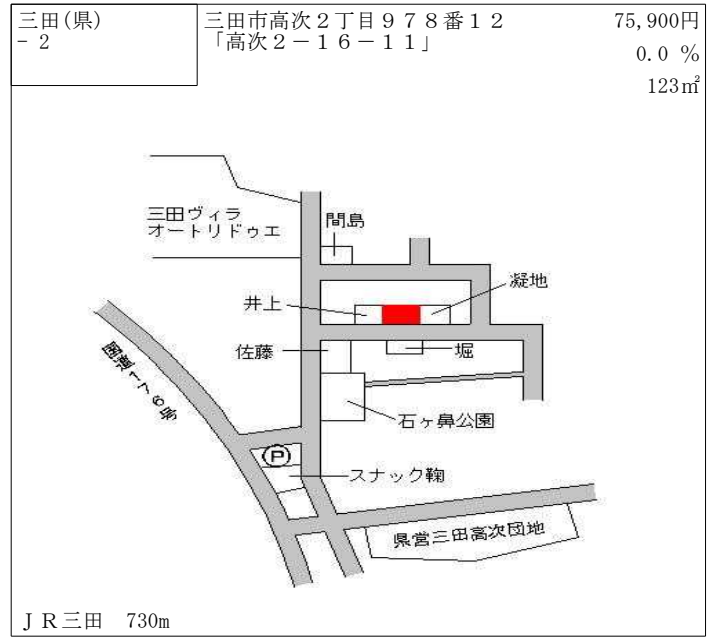 三田(県)
－２
三田市高次２丁目９７８番１２
「高次２－１６－１１」
75,900円
0.0 %
123㎡
三田ヴィラ
オートリドゥエ
間島
凝地
井上
佐藤
堀
国道176号
石ヶ鼻公園
P
スナック鞠
県営三田高次団地
ＪＲ三田　730m